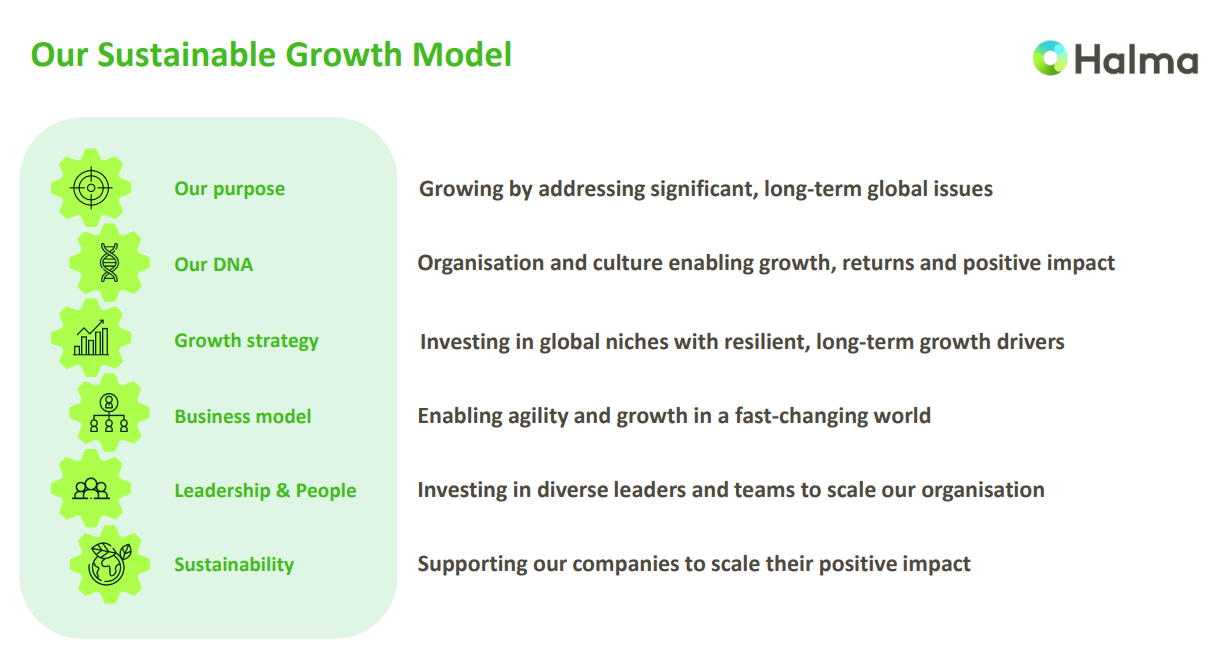 Our Sustainable Growth Model
Halma
Our purpose
Growing by addressing significant, long-term global issues
Our DNA
Organisation and culture enabling growth, returns and positive impact
Growth strategy
Investing in global niches with resilient, long-term growth drivers
Business model
Enabling agility and growth in a fast-changing world
Leadership & People
Investing in diverse leaders and teams to scale our organisation
Sustainability
Supporting our companies to scale their positive impact